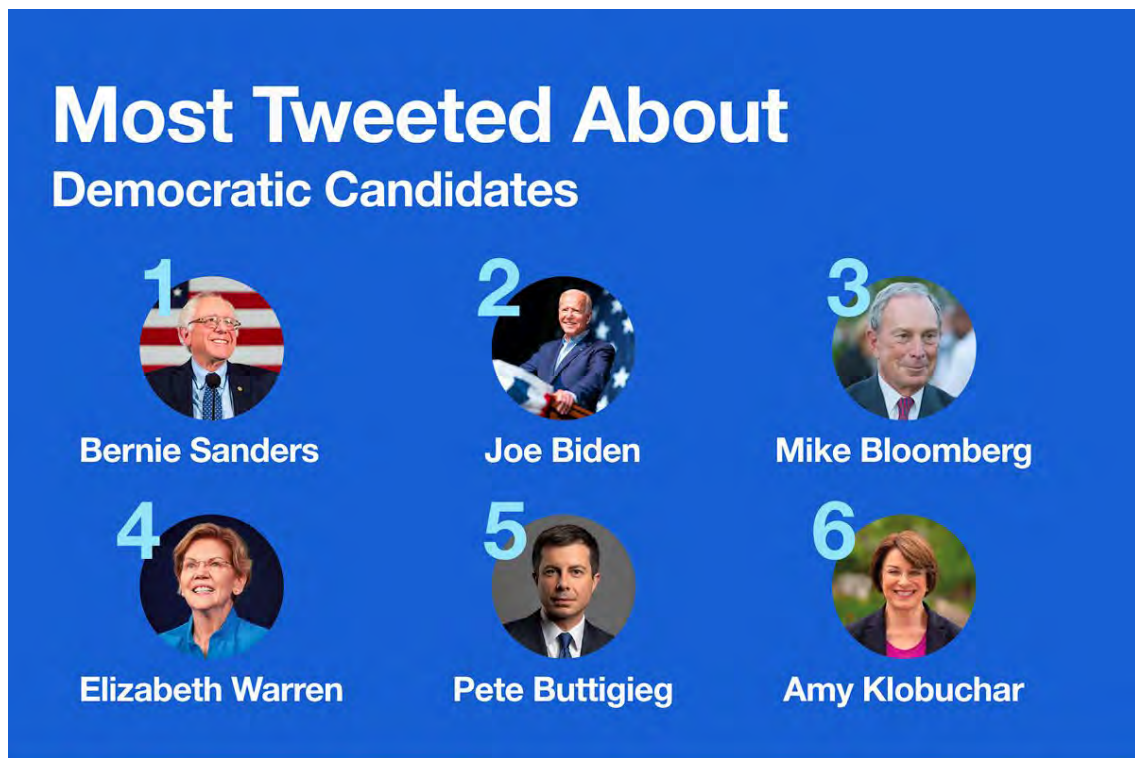 Most Tweeted About
Democratic Candidates
1
2
3
Bernie Sanders
Joe Biden
Mike Bloomberg
4
5
6
Elizabeth Warren
Pete Buttigieg
Amy Klobuchar